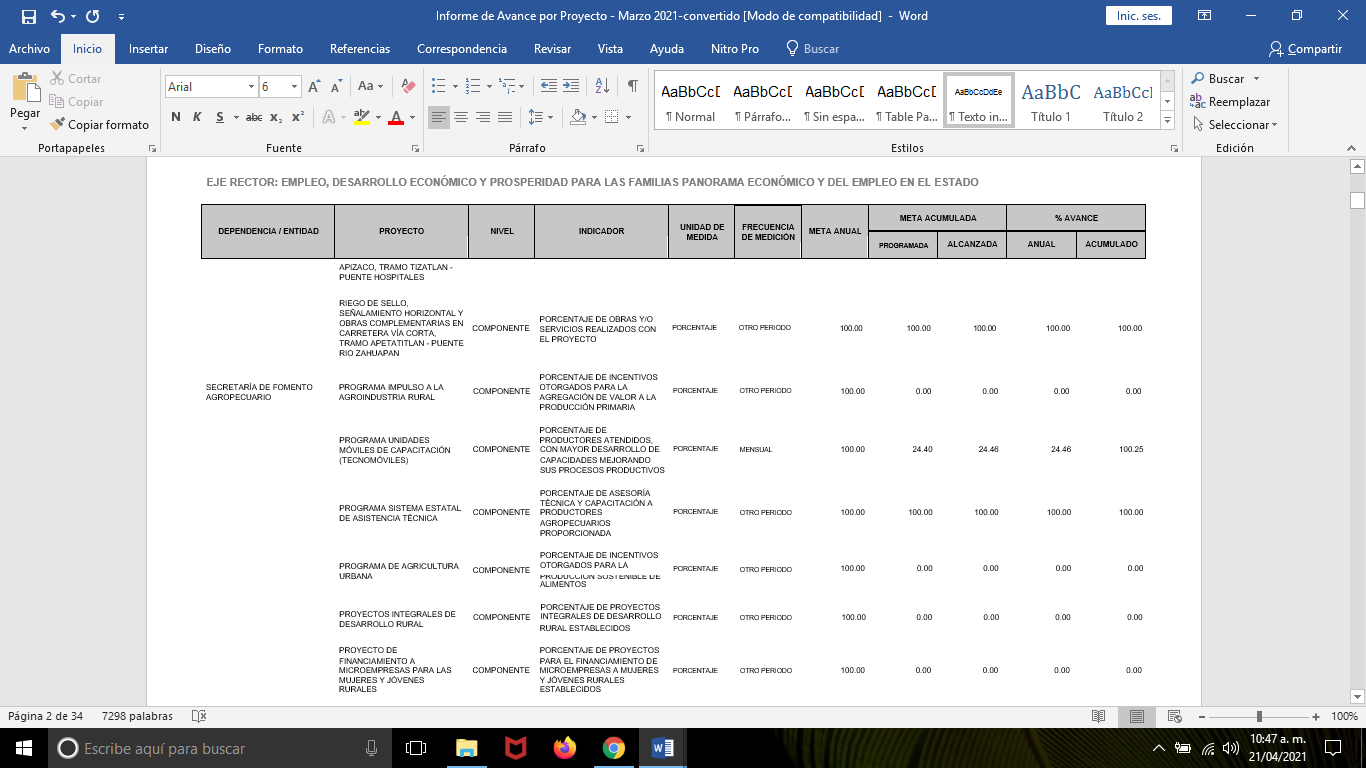 Informe de Avance por Proyecto - Marzo 2021-convertido [Modo de compatibilidad] - Word
Inic. ses.
Archivo Inicio Insertar Diseño Formato Referencias Correspondencia Revisar Vista Ayuda Nitro Pro Buscar Compartir
Pegar
Cortar
Copiar
Copiar formato
Portapapeles
Arial 6
N K S abc x₂ x²
Fuente
Párrafo
AaBbCcD ¶ Normal
AaBbCcD ¶ Párrafo...
AaBbCcD ¶ Sin espa...
AaBbCcD ¶ Table Pa...
AaBbCcDdEe ¶ Texto in...
AaBbC Título 1
AaBbCcI Título 2
Estilos
Buscar
Reemplazar
Seleccionar
Edición
EJE RECTOR: EMPLEO, DESARROLLO ECONÓMICO Y PROSPERIDAD PARA LAS FAMILIAS PANORAMA ECONÓMICO Y DEL EMPLEO EN EL ESTADO
DEPENDENCIA / ENTIDAD
PROYECTO
NIVEL
INDICADOR
UNIDAD DE
MEDIDA
FRECUENCIA
DE MEDICIÓN
META ANUAL
META ACUMULADA
PROGRAMADA ALCANZADA
% AVANCE
ANUAL ACUMULADO
APIZACO, TRAMO TIZATLAN -
PUENTE HOSPITALES
RIEGO DE SELLO,
SEÑALAMIENTO HORIZONTAL Y
OBRAS COMPLEMENTARIAS EN
CARRETERA VÍA CORTA,
TRAMO APETATITLAN - PUENTE
RIO ZAHUAPAN
COMPONENTE
PORCENTAJE DE OBRAS Y/O
SERVICIOS REALIZADOS CON
EL PROYECTO
PORCENTAJE OTRO PERIODO 100.00 100.00 100.00 100.00 100.00
SECRETARÍA DE FOMENTO
AGROPECUARIO
PROGRAMA IMPULSO A LA
AGROINDUSTRIA RURAL
COMPONENTE
PORCENTAJE DE INCENTIVOS
OTORGADOS PARA LA
AGREGACIÓN DE VALOR A LA
PRODUCCIÓN PRIMARIA
PORCENTAJE OTRO PERIODO 100.00 0.00 0.00 0.00 0.00
PROGRAMA UNIDADES
MÓVILES DE CAPACITACIÓN
(TECNOMÓVILES)
COMPONENTE
PORCENTAJE DE
PRODUCTORES ATENDIDOS,
CON MAYOR DESARROLLO DE
CAPACIDADES MEJORANDO
SUS PROCESOS PRODUCTIVOS
PORCENTAJE MENSUAL 100.00 24.40 24.46 24.46 100.25
PROGRAMA SISTEMA ESTATAL
DE ASISTENCIA TÉCNICA
COMPONENTE
PORCENTAJE DE ASESORÍA
TÉCNICA Y CAPACITACIÓN A
PRODUCTORES
AGROPECUARIOS
PROPORCIONADA
PORCENTAJE OTRO PERIODO 100.00 100.00 100.00 100.00 100.00
PROGRAMA DE AGRICULTURA
URBANA
COMPONENTE
PORCENTAJE DE INCENTIVOS
OTORGADOS PARA LA
PRODUCCIÓN SOSTENIBLE DE
ALIMENTOS
PORCENTAJE OTRO PERIODO 100.00 0.00 0.00 0.00 0.00
PROYECTOS INTEGRALES DE
DESARROLLO RURAL
COMPONENTE
PORCENTAJE DE PROYECTOS
INTEGRALES DE DESARROLLO
RURAL ESTABLECIDOS
PORCENTAJE OTRO PERIODO 100.00 0.00 0.00 0.00 0.00
PROYECTO DE
FINANCIAMIENTO A
MICROEMPRESAS PARA LAS
MUJERES Y JÓVENES
RURALES
COMPONENTE
PORCENTAJE DE PROYECTOS
PARA EL FINANCIAMIENTO DE
MICROEMPRESAS A MUJERES
Y JÓVENES RURALES
ESTABLECIDOS
PORCENTAJE OTRO PERIODO 100.00 0.00 0.00 0.00 0.00
Página 2 de 34 7298 palabras 100%
Escribe aquí para buscar
10:47 a. m.
21/04/2021